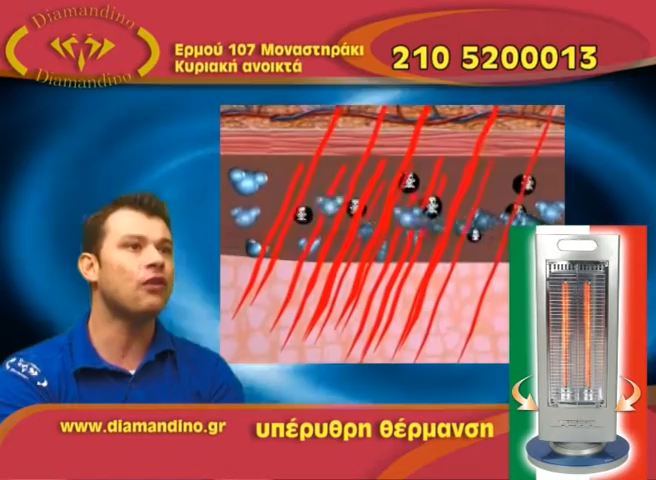 Diamandino
Diamandino
Ερμού 107 Μοναστηράκι
Κυριακή ανοικτά
210 5200013
www.diamandino.gr
υπέρυθρη θέρμανση